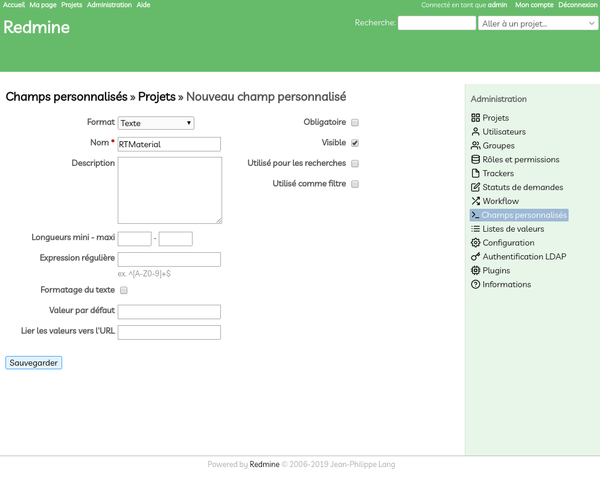 Accueil Ma page Projets Administration Aide
Connecté en tant que admin Mon compte Déconnexion
Redmine
Recherche:
Aller à un projet...
Champs personnalisés » Projets » Nouveau champ personnalisé
Format Texte
Nom * RTMaterial
Description
Longueurs mini - maxi -
Expression régulière
ex. ^[A-Z0-9]+$
Formatage du texte
Valeur par défaut
Lier les valeurs vers l'URL
Obligatoire
Visible
Utilisé pour les recherches
Utilisé comme filtre
Sauvegarder
Administration
Projets
Utilisateurs
Groupes
Rôles et permissions
Trackers
Statuts de demandes
Workflow
Champs personnalisés
Listes de valeurs
Configuration
Authentification LDAP
Plugins
Informations
Powered by Redmine © 2006-2019 Jean-Philippe Lang